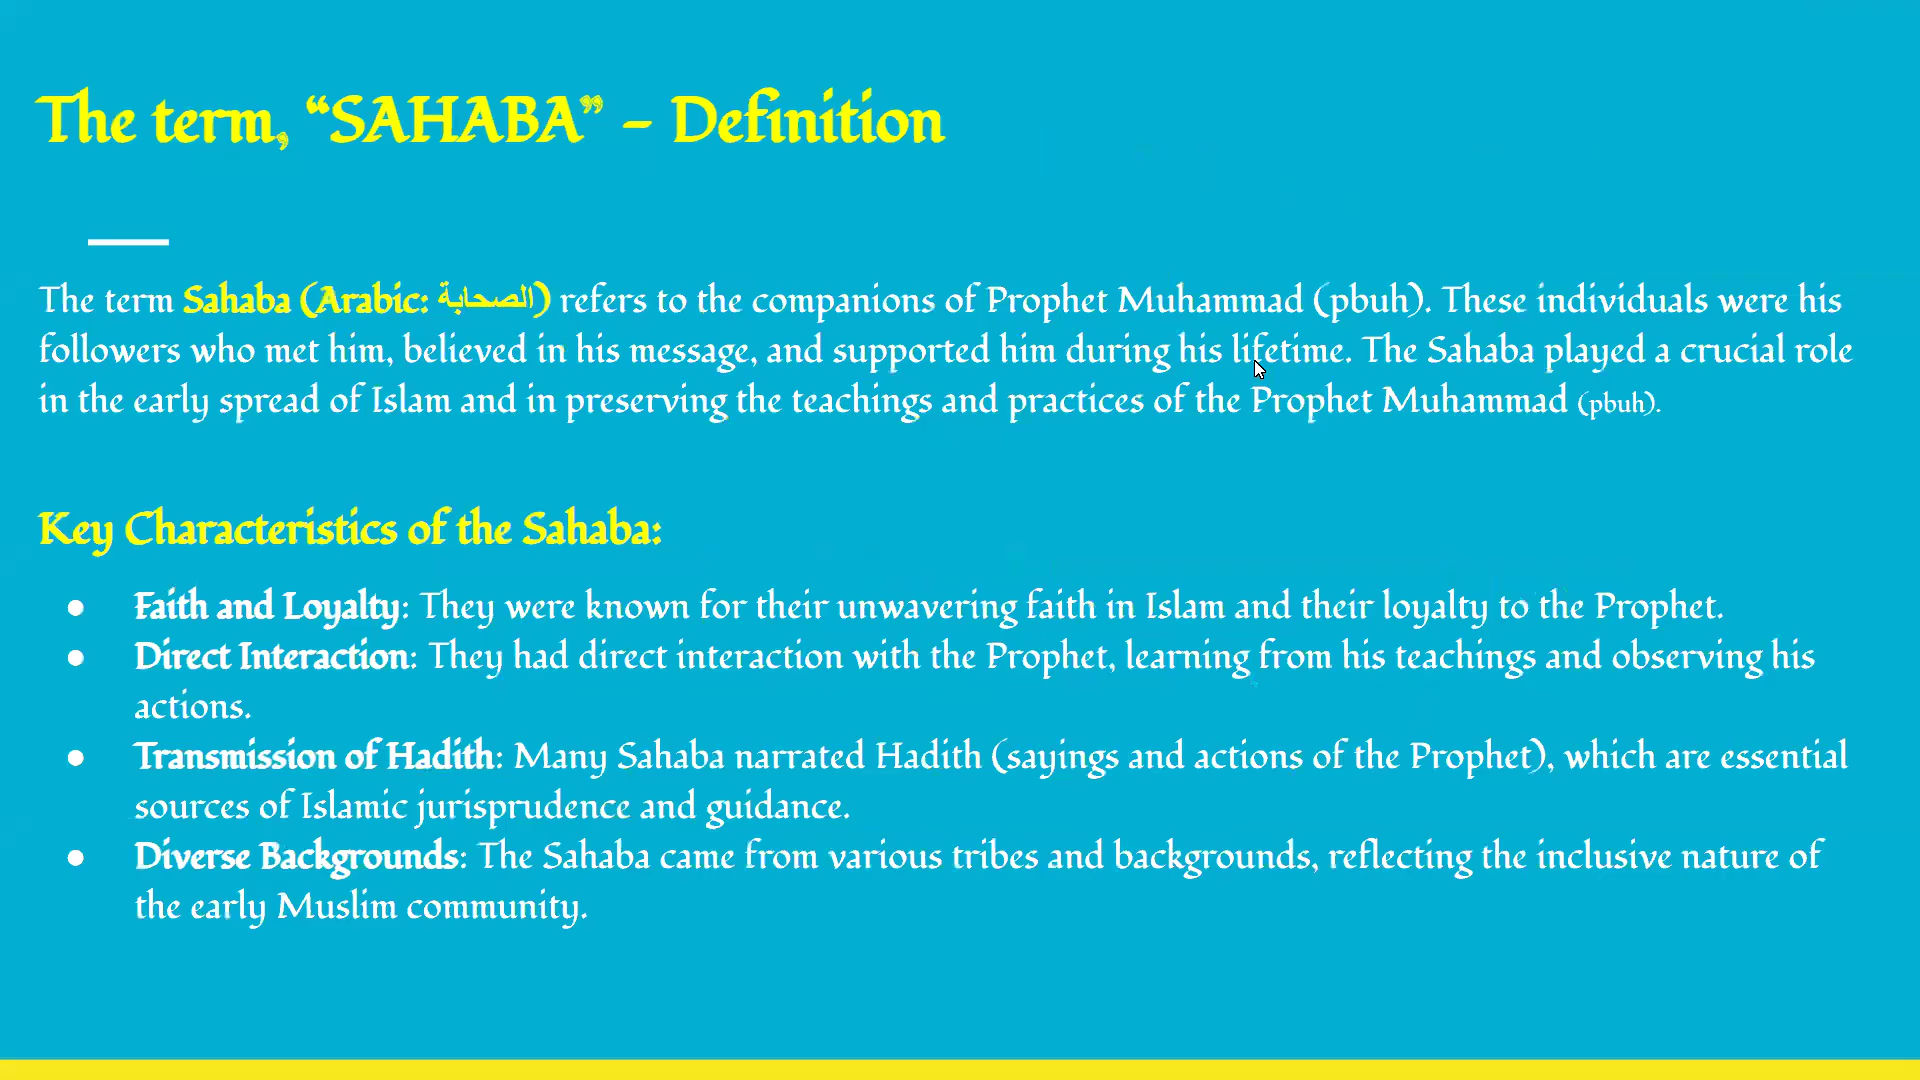 The term, “SAHABA” – Definition
The term Sahaba (Arabic: الصحابة) refers to the companions of Prophet Muhammad (pbuh). These individuals were his
followers who met him, believed in his message, and supported him during his lifetime. The Sahaba played a crucial role
in the early spread of Islam and in preserving the teachings and practices of the Prophet Muhammad (pbuh).
Key Characteristics of the Sahaba:
● Faith and Loyalty: They were known for their unwavering faith in Islam and their loyalty to the Prophet.
● Direct Interaction: They had direct interaction with the Prophet, learning from his teachings and observing his
actions.
● Transmission of Hadith: Many Sahaba narrated Hadith (sayings and actions of the Prophet), which are essential
sources of Islamic jurisprudence and guidance.
● Diverse Backgrounds: The Sahaba came from various tribes and backgrounds, reflecting the inclusive nature of
the early Muslim community.